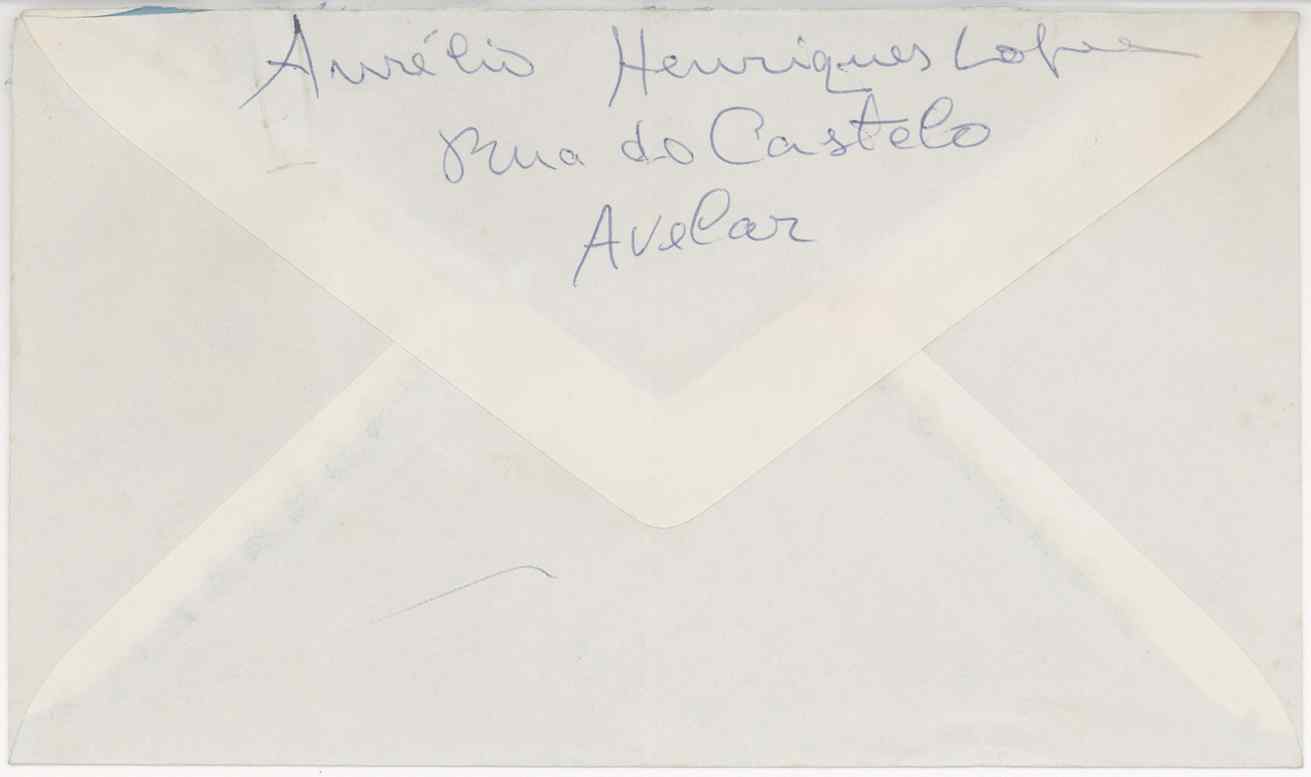 Aurélio Henriques Lopes
Rua do Castelo
Avelar